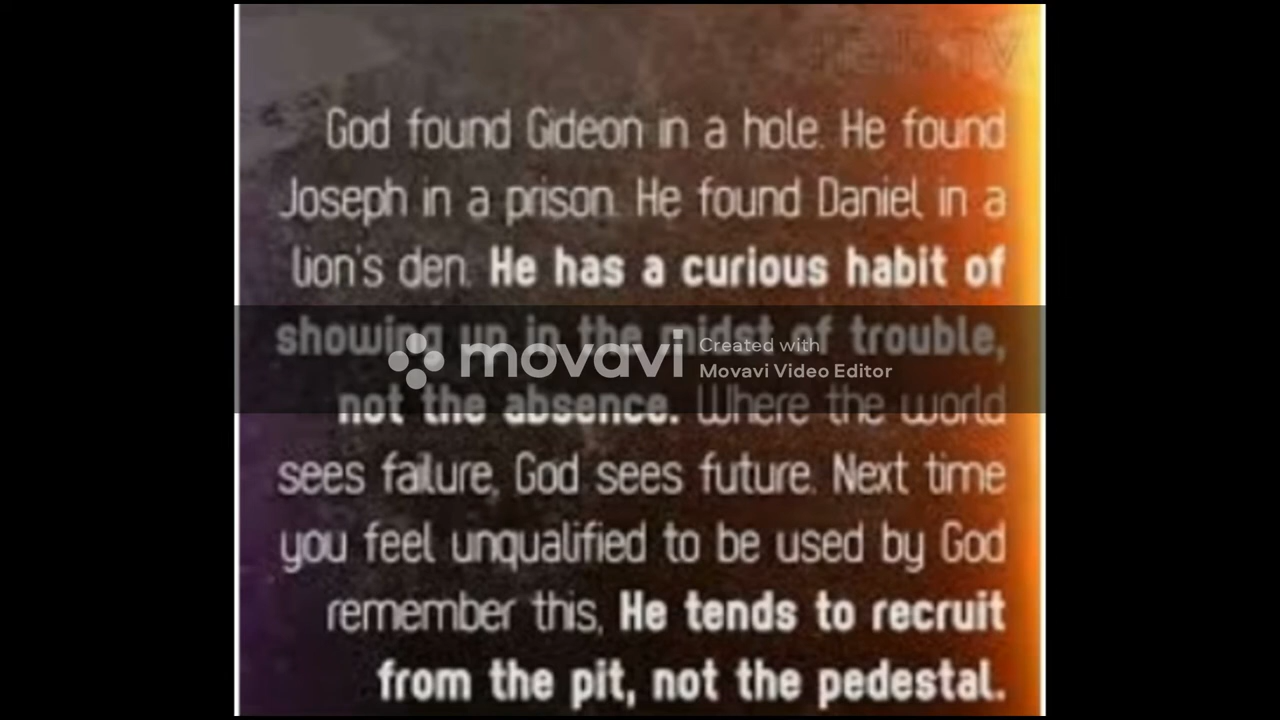 God found Gideon in a hole. He found
Joseph in a prison. He found Daniel in a
lion's den. He has a curious habit of
showing up in the midst of trouble,
not the absence. Where the world
sees failure, God sees future. Next time
you feel unqualified to be used by God
remember this, He tends to recruit
from the pit, not the pedestal.
movavi
Created with
Movavi Video Editor